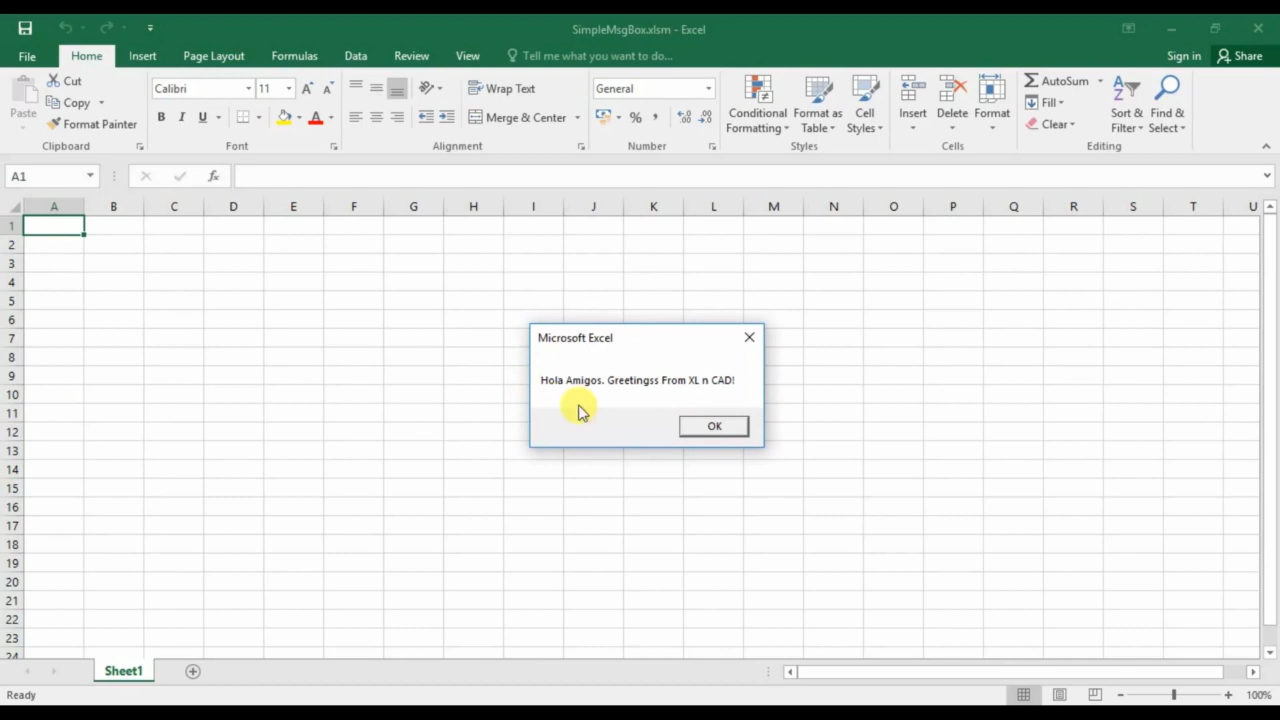 SimpleMsgBox.xlsm - Excel
File Home Insert Page Layout Formulas Data Review View Tell me what you want to do... Sign in Share
Cut
Copy
Format Painter
Paste
Clipboard
Calibri 11
B I U A
Font
Wrap Text
Merge & Center
Alignment
General
% ,
Number
Conditional Formatting
Format as Table
Cell Styles
Styles
Insert Delete Format
Cells
AutoSum
Fill
Clear
Sort & Filter
Find & Select
Editing
A1 fx
A B C D E F G H I J K L M N O P Q R S T U
1
2
3
4
5
6
7
8
9
10
11
12
13
14
15
16
17
18
19
20
21
22
23
24
Microsoft Excel
Hola Amigos. Greetingss From XL n CAD!
OK
Sheet1
Ready 100%